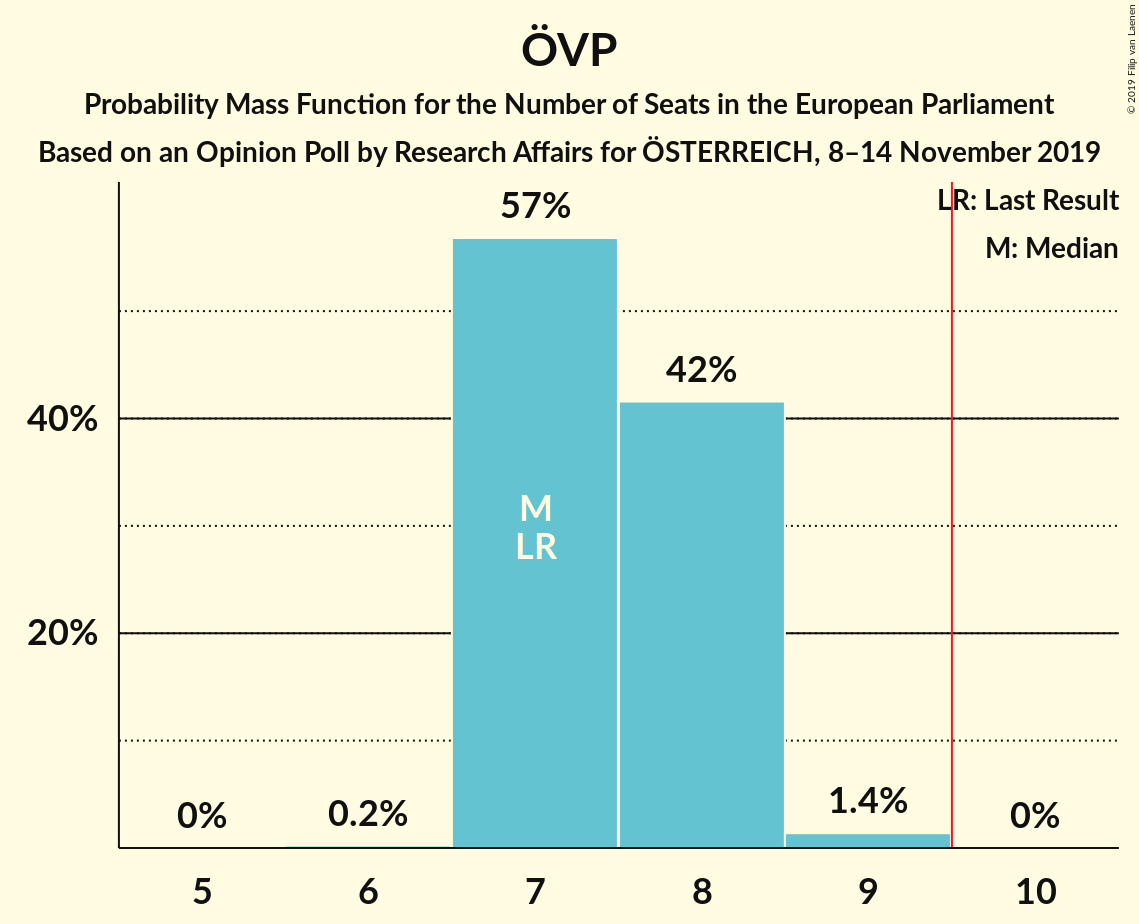 ÖVP
Probability Mass Function for the Number of Seats in the European Parliament
Based on an Opinion Poll by Research Affairs for ÖSTERREICH, 8–14 November 2019
© 2019 Filip van Laenen
LR: Last Result
M: Median
57%
42%
40%
M
LR
20%
0%
0.2%
1.4%
0%
5
6
7
8
9
10